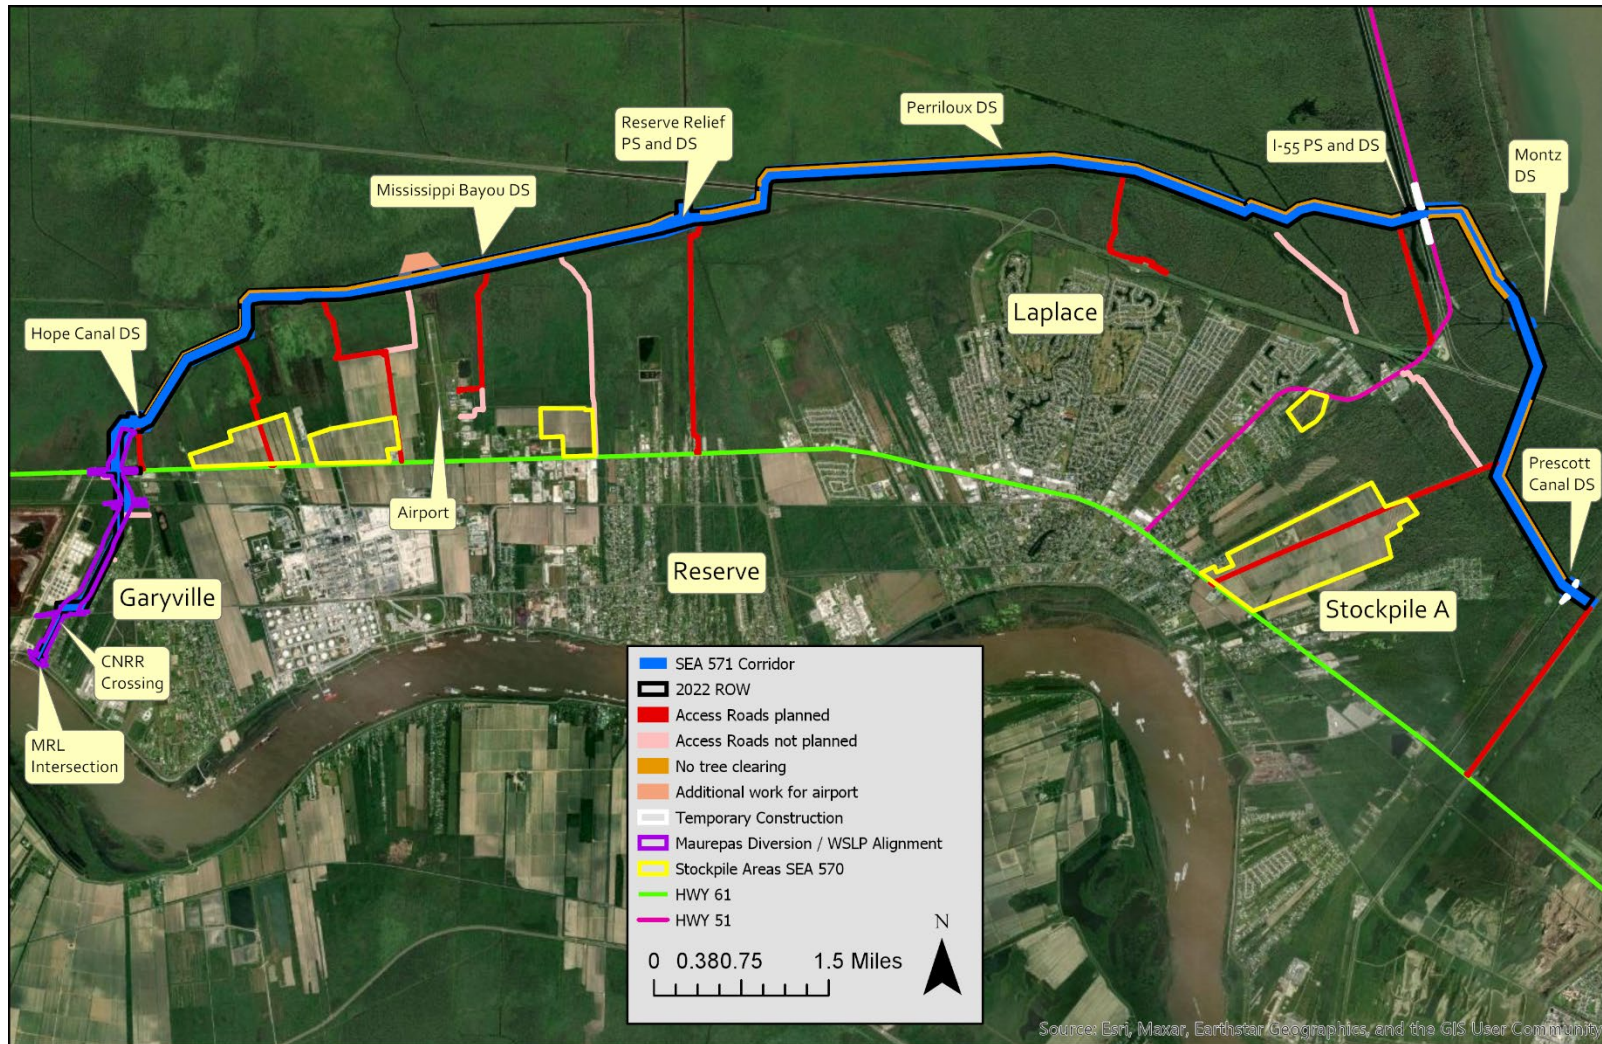 Perriloux DS
Reserve Relief
PS and DS
I-55 PS and DS
Montz
DS
Mississippi Bayou DS
Laplace
Hope Canal DS
Prescott
Canal DS
Airport
Reserve
Garyville
Stockpile A
CNRR
Crossing
MRL
Intersection
SEA 571 Corridor
2022 ROW
Access Roads planned
Access Roads not planned
No tree clearing
Additional work for airport
Temporary Construction
Maurepas Diversion / WSLP Alignment
Stockpile Areas SEA 570
HWY 61
HWY 51
N
0 0.380.75 1.5 Miles
Source: Esri, Maxar, Earthstar Geographics, and the GIS User Community